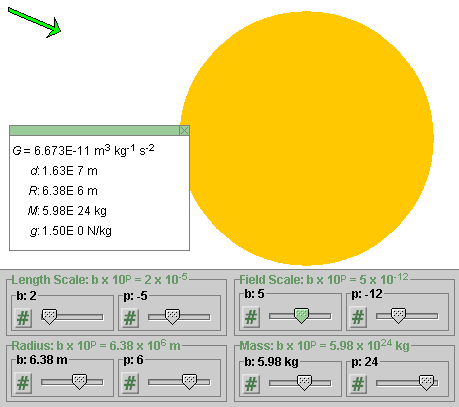 G = 6.673E-11 m³ kg⁻¹ s⁻²
d: 1.63E 7 m
R: 6.38E 6 m
M: 5.98E 24 kg
g: 1.50E 0 N/kg
Length Scale: b x 10ᵖ = 2 x 10⁻⁵
b: 2
p: -5
#
#
Field Scale: b x 10ᵖ = 5 x 10⁻¹²
b: 5
p: -12
#
#
Radius: b x 10ᵖ = 6.38 x 10⁶ m
b: 6.38 m
p: 6
#
#
Mass: b x 10ᵖ = 5.98 x 10²⁴ kg
b: 5.98 kg
p: 24
#
#